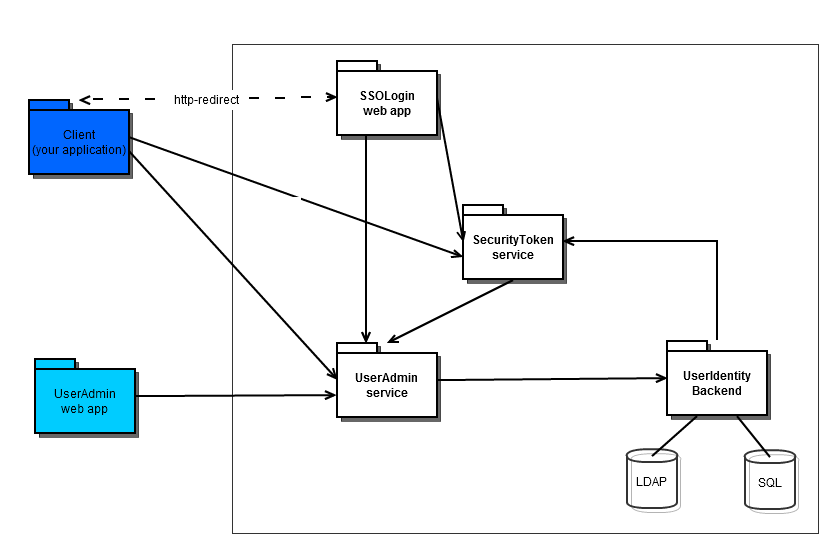 http-redirect
SSOLogin
web app
Client
(your application)
SecurityToken
service
UserAdmin
service
UserIdentity
Backend
UserAdmin
web app
LDAP
SQL